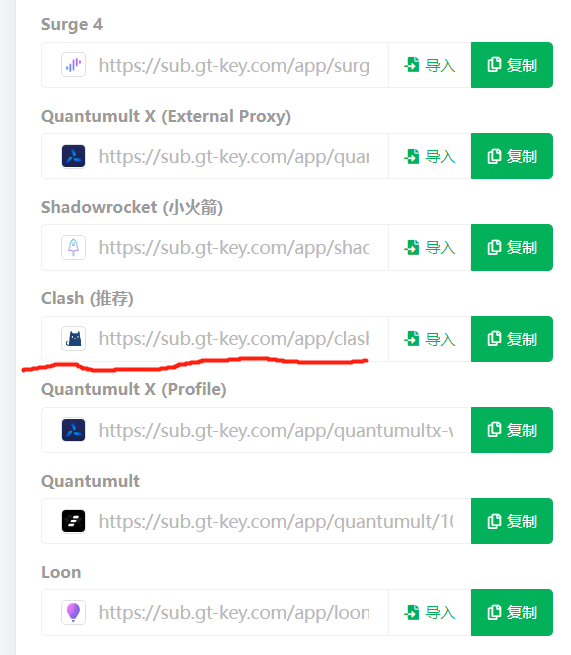 Surge 4
https://sub.gt-key.com/app/surg 导入 复制
Quantumult X (External Proxy)
https://sub.gt-key.com/app/quan 导入 复制
Shadowrocket (小火箭)
https://sub.gt-key.com/app/shad 导入 复制
Clash (推荐)
https://sub.gt-key.com/app/clash 导入 复制
Quantumult X (Profile)
https://sub.gt-key.com/app/quantumultx-v 复制
Quantumult
https://sub.gt-key.com/app/quantumult/10 复制
Loon
https://sub.gt-key.com/app/loon 导入 复制